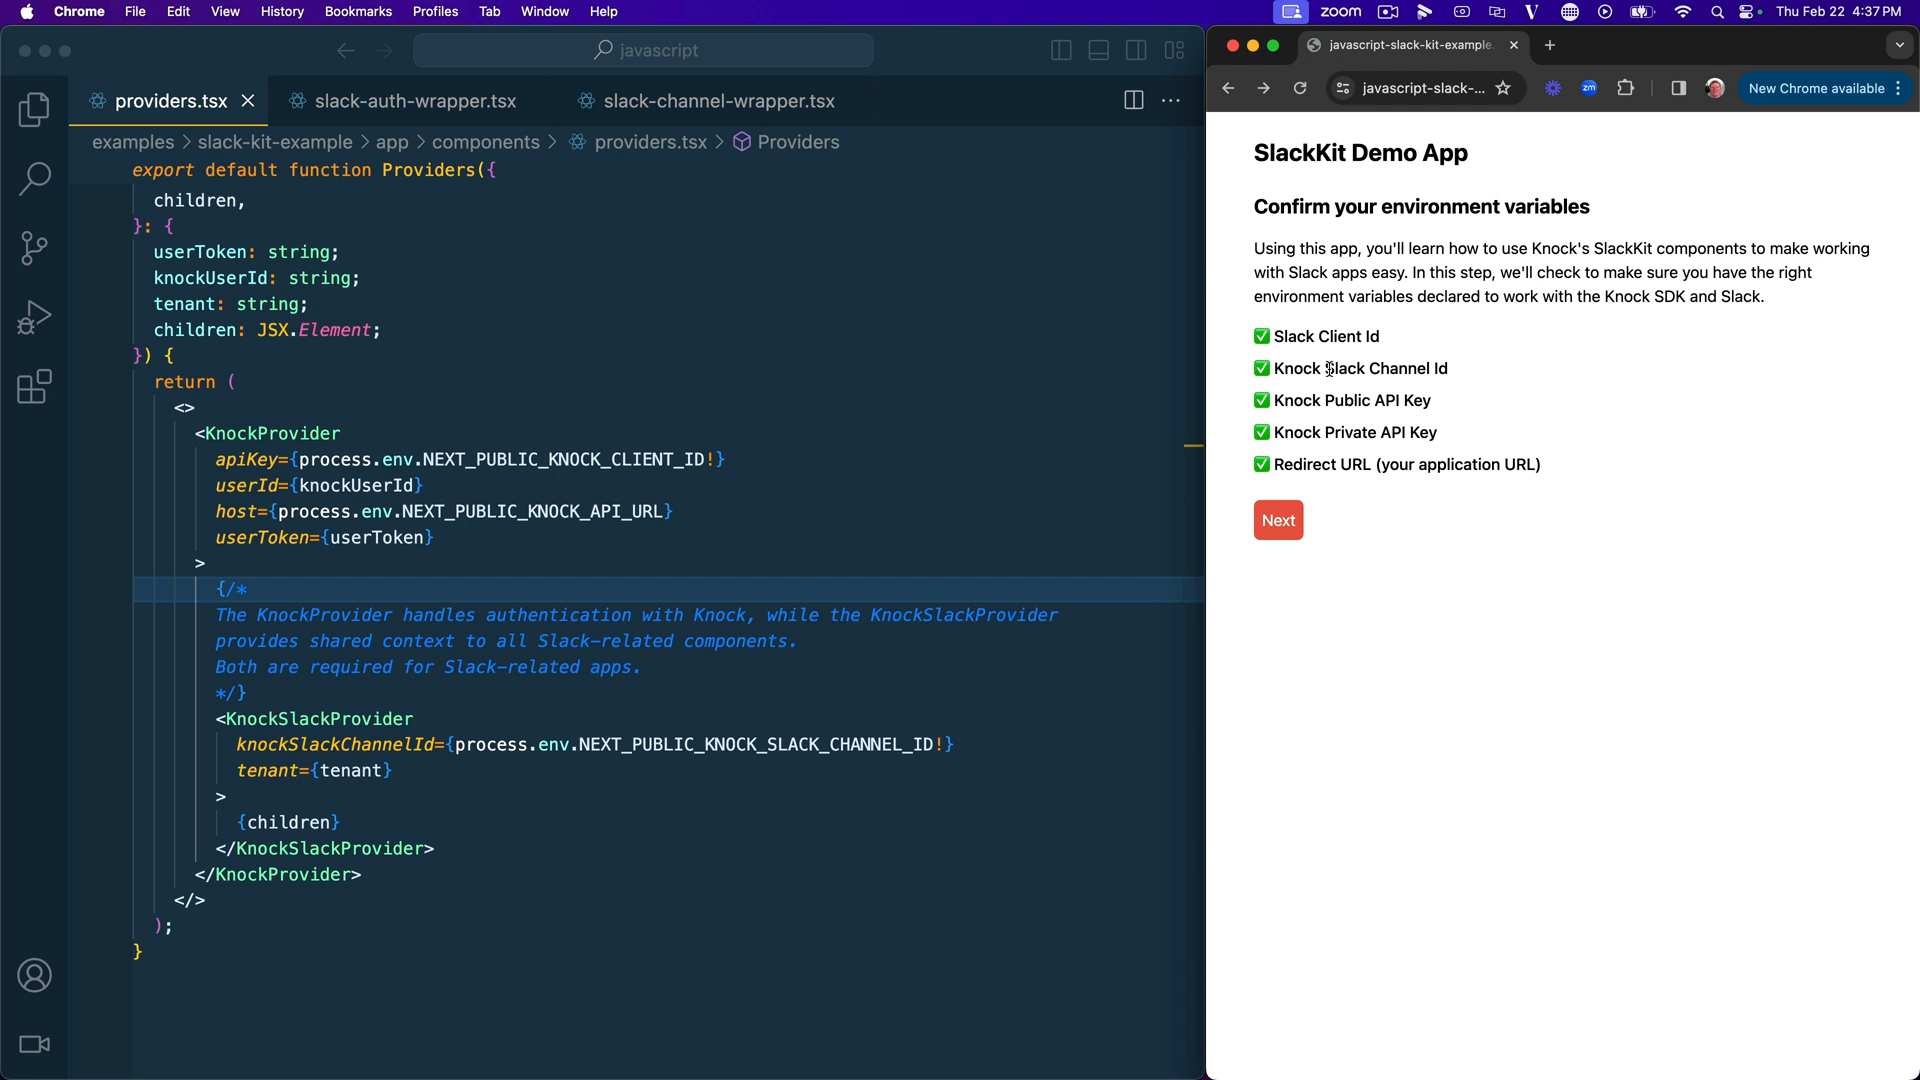 Chrome File Edit View History Bookmarks Profiles Tab Window Help
zoom Thu Feb 22 4:37 PM
javascript
providers.tsx slack-auth-wrapper.tsx slack-channel-wrapper.tsx
examples > slack-kit-example > app > components > providers.tsx > Providers
export default function Providers({
children,
}: {
userToken: string;
knockUserId: string;
tenant: string;
children: JSX.Element;
}) {
return (
<>
<KnockProvider
apiKey={process.env.NEXT_PUBLIC_KNOCK_CLIENT_ID!}
userId={knockUserId}
host={process.env.NEXT_PUBLIC_KNOCK_API_URL}
userToken={userToken}
>
{/*
The KnockProvider handles authentication with Knock, while the KnockSlackProvider
provides shared context to all Slack-related components.
Both are required for Slack-related apps.
*/}
<KnockSlackProvider
knockSlackChannelId={process.env.NEXT_PUBLIC_KNOCK_SLACK_CHANNEL_ID!}
tenant={tenant}
>
{children}
</KnockSlackProvider>
</KnockProvider>
</>
);
}
javascript-slack-kit-example.
javascript-slack-... zm New Chrome available
SlackKit Demo App
Confirm your environment variables
Using this app, you'll learn how to use Knock's SlackKit components to make working
with Slack apps easy. In this step, we'll check to make sure you have the right
environment variables declared to work with the Knock SDK and Slack.
✅ Slack Client Id
✅ Knock Slack Channel Id
✅ Knock Public API Key
✅ Knock Private API Key
✅ Redirect URL (your application URL)
Next